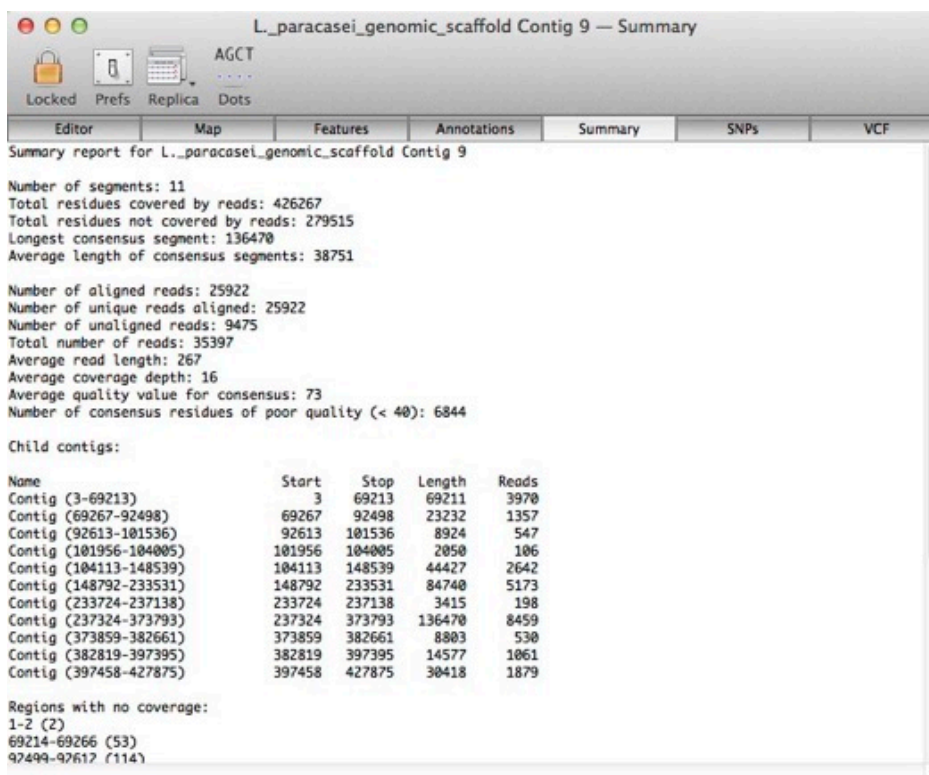 L._paracasei_genomic_scaffold Contig 9 — Summary
AGCT
Locked Prefs Replica Dots
Editor Map Features Annotations Summary SNPs VCF
Summary report for L._paracasei_genomic_scaffold Contig 9
Number of segments: 11
Total residues covered by reads: 426267
Total residues not covered by reads: 279515
Longest consensus segment: 136470
Average length of consensus segments: 38751
Number of aligned reads: 25922
Number of unique reads aligned: 25922
Number of unaligned reads: 9475
Total number of reads: 35397
Average read length: 267
Average coverage depth: 16
Average quality value for consensus: 73
Number of consensus residues of poor quality (< 40): 6844
Child contigs:
Name Start Stop Length Reads
Contig (3-69213) 3 69213 69211 3970
Contig (69267-92498) 69267 92498 23232 1357
Contig (92613-101536) 92613 101536 8924 547
Contig (101956-104005) 101956 104005 2050 106
Contig (104113-148539) 104113 148539 44427 2642
Contig (148792-233531) 148792 233531 84740 5173
Contig (233724-237138) 233724 237138 3415 198
Contig (237324-373793) 237324 373793 136470 8459
Contig (373859-382661) 373859 382661 8803 530
Contig (382819-397395) 382819 397395 14577 1061
Contig (397458-427875) 397458 427875 30418 1879
Regions with no coverage:
1-2 (2)
69214-69266 (53)
92499-92612 (114)